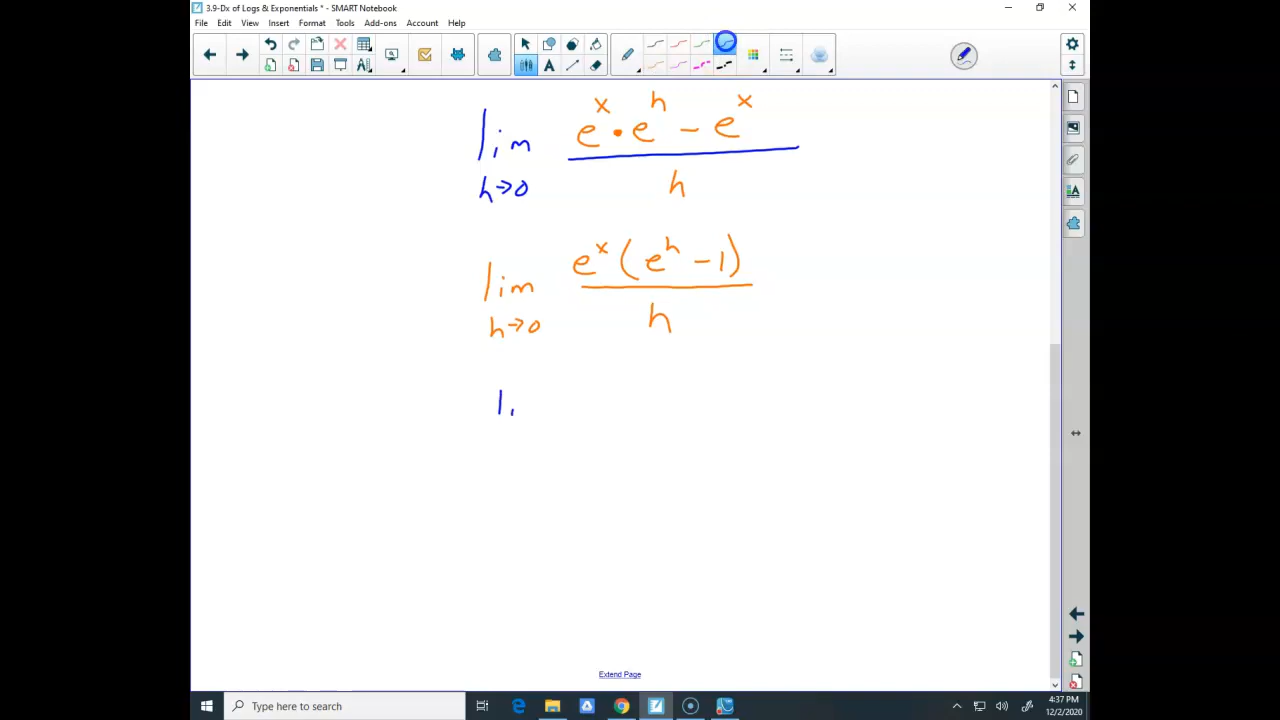 3.9-Dx of Logs & Exponentials * - SMART Notebook
File Edit View Insert Format Tools Add-ons Account Help
e^x • e^h − e^x
lim
h→0
h
e^x (e^h − 1)
lim
h→0
h
l.
Extend Page
Type here to search
4:37 PM
12/2/2020